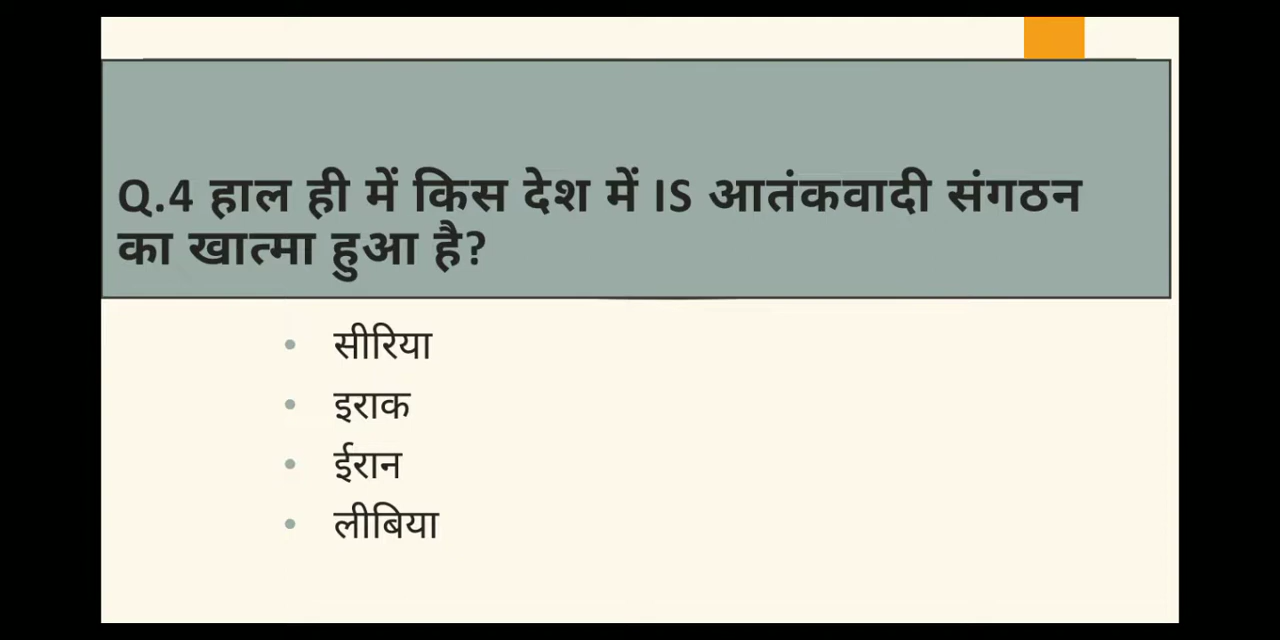 Q.4 हाल ही में किस देश में IS आतंकवादी संगठन
का खात्मा हुआ है?
• सीरिया
• इराक
• ईरान
• लीबिया